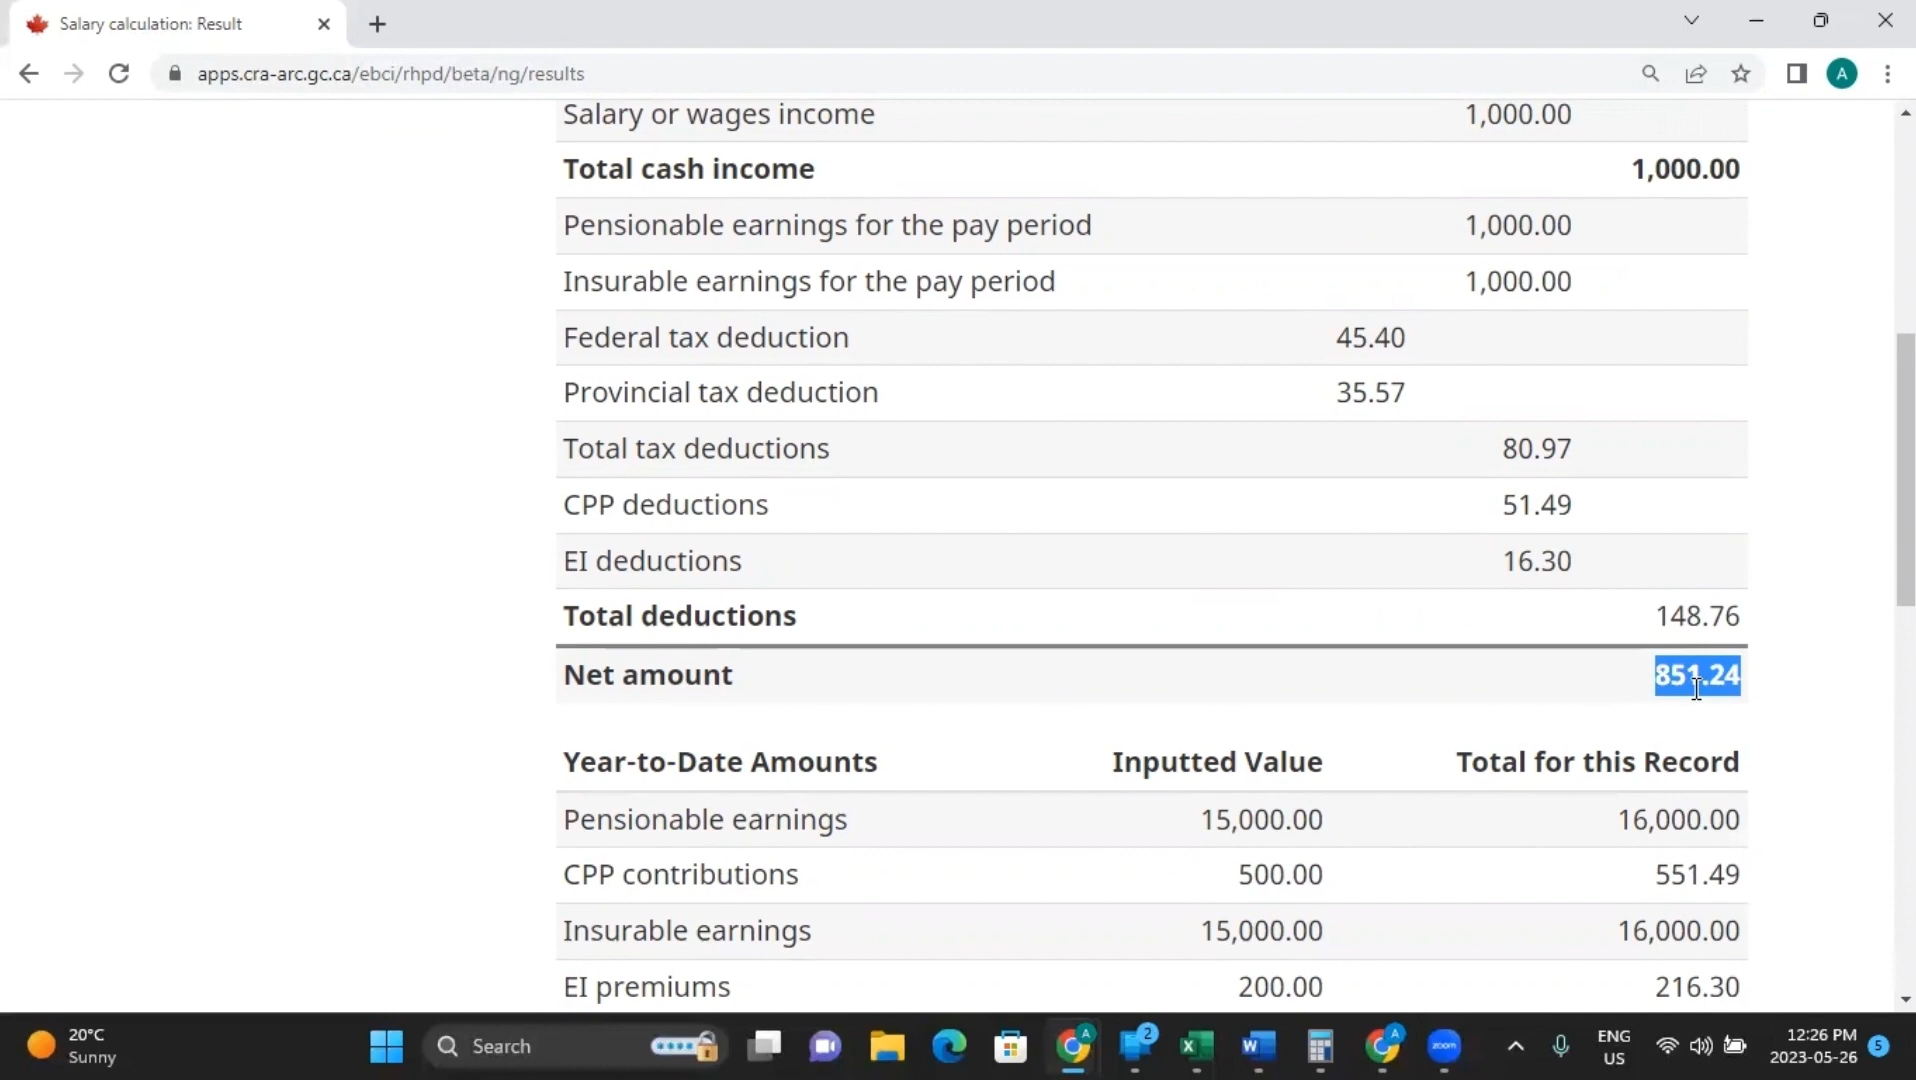 Salary calculation: Result
apps.cra-arc.gc.ca/ebci/rhpd/beta/ng/results
A
Salary or wages income 1,000.00
Total cash income 1,000.00
Pensionable earnings for the pay period 1,000.00
Insurable earnings for the pay period 1,000.00
Federal tax deduction 45.40
Provincial tax deduction 35.57
Total tax deductions 80.97
CPP deductions 51.49
EI deductions 16.30
Total deductions 148.76
Net amount 851.24
Year-to-Date Amounts Inputted Value Total for this Record
Pensionable earnings 15,000.00 16,000.00
CPP contributions 500.00 551.49
Insurable earnings 15,000.00 16,000.00
EI premiums 200.00 216.30
20°C
Sunny
Search
A
2
X
W
A
zoom
ENG
US
12:26 PM
2023-05-26
5